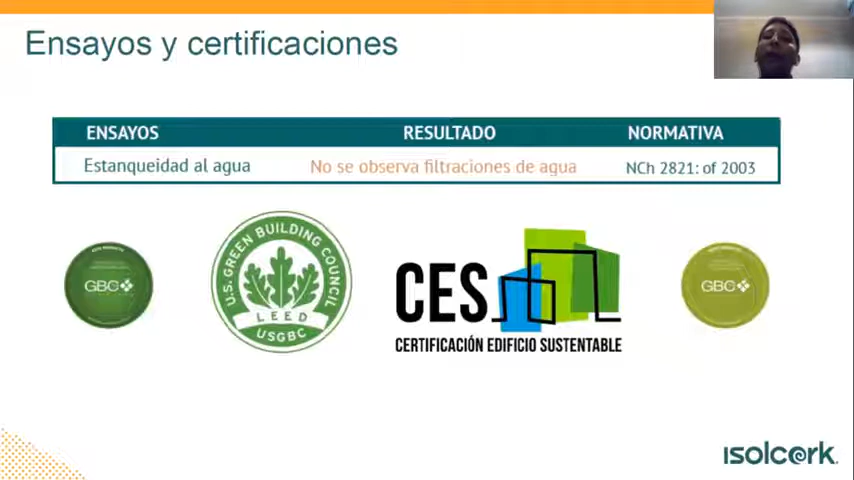 Ensayos y certificaciones
ENSAYOS RESULTADO NORMATIVA
Estanqueidad al agua No se observa filtraciones de agua NCh 2821: of 2003
GBC
U.S. GREEN BUILDING COUNCIL
LEED
USGBC
CES
CERTIFICACIÓN EDIFICIO SUSTENTABLE
GBC
ISOLCORK.